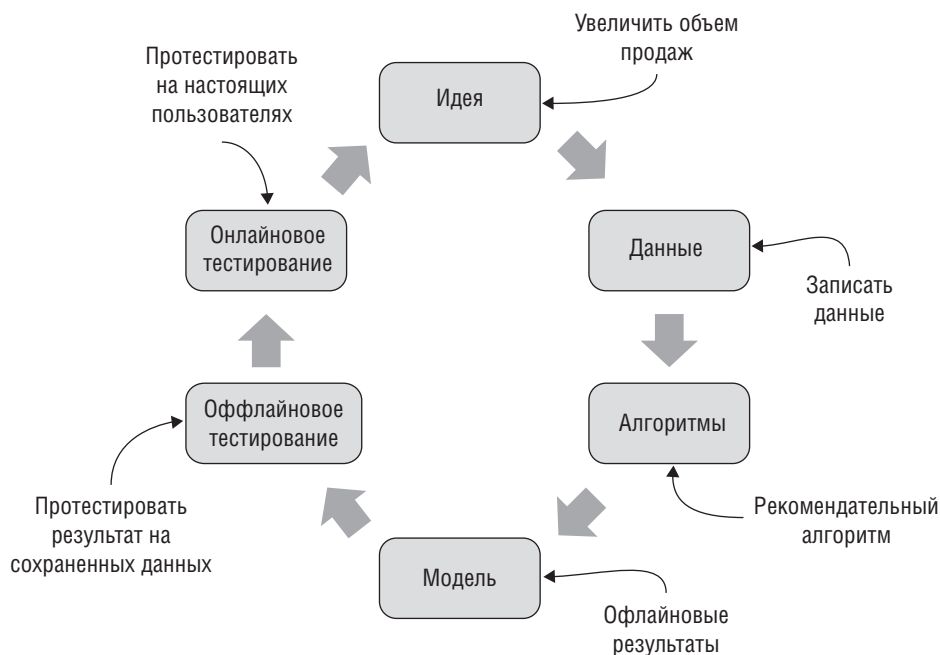 Увеличить объем
продаж
Протестировать
на настоящих
пользователях
Идея
Онлайновое
тестирование
Данные
Записать
данные
Оффлайновое
тестирование
Алгоритмы
Протестировать
результат на
сохраненных данных
Рекомендательный
алгоритм
Модель
Офлайновые
результаты